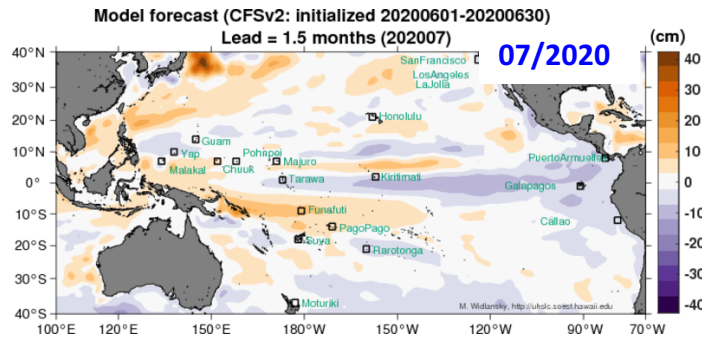 Model forecast (CFSv2: initialized 20200601-20200630)
Lead = 1.5 months (202007)
(cm)
07/2020
40°N
30°N
20°N
10°N
0°
10°S
20°S
30°S
40°S
SanFrancisco
LosAngeles
LaJolla
Honolulu
Guam
Yap
Pohnpei
Malakal
Chuuk
Majuro
PuertoArmuelles
Tarawa
Kiritimati
Galapagos
Funafuti
PagoPago
Callao
Suva
Rarotonga
Moturiki
M. Widlansky, http://uhslc.soest.hawaii.edu
100°E
120°E
150°E
180°W
150°W
120°W
90°W
70°W
40
30
20
10
0
-10
-20
-30
-40